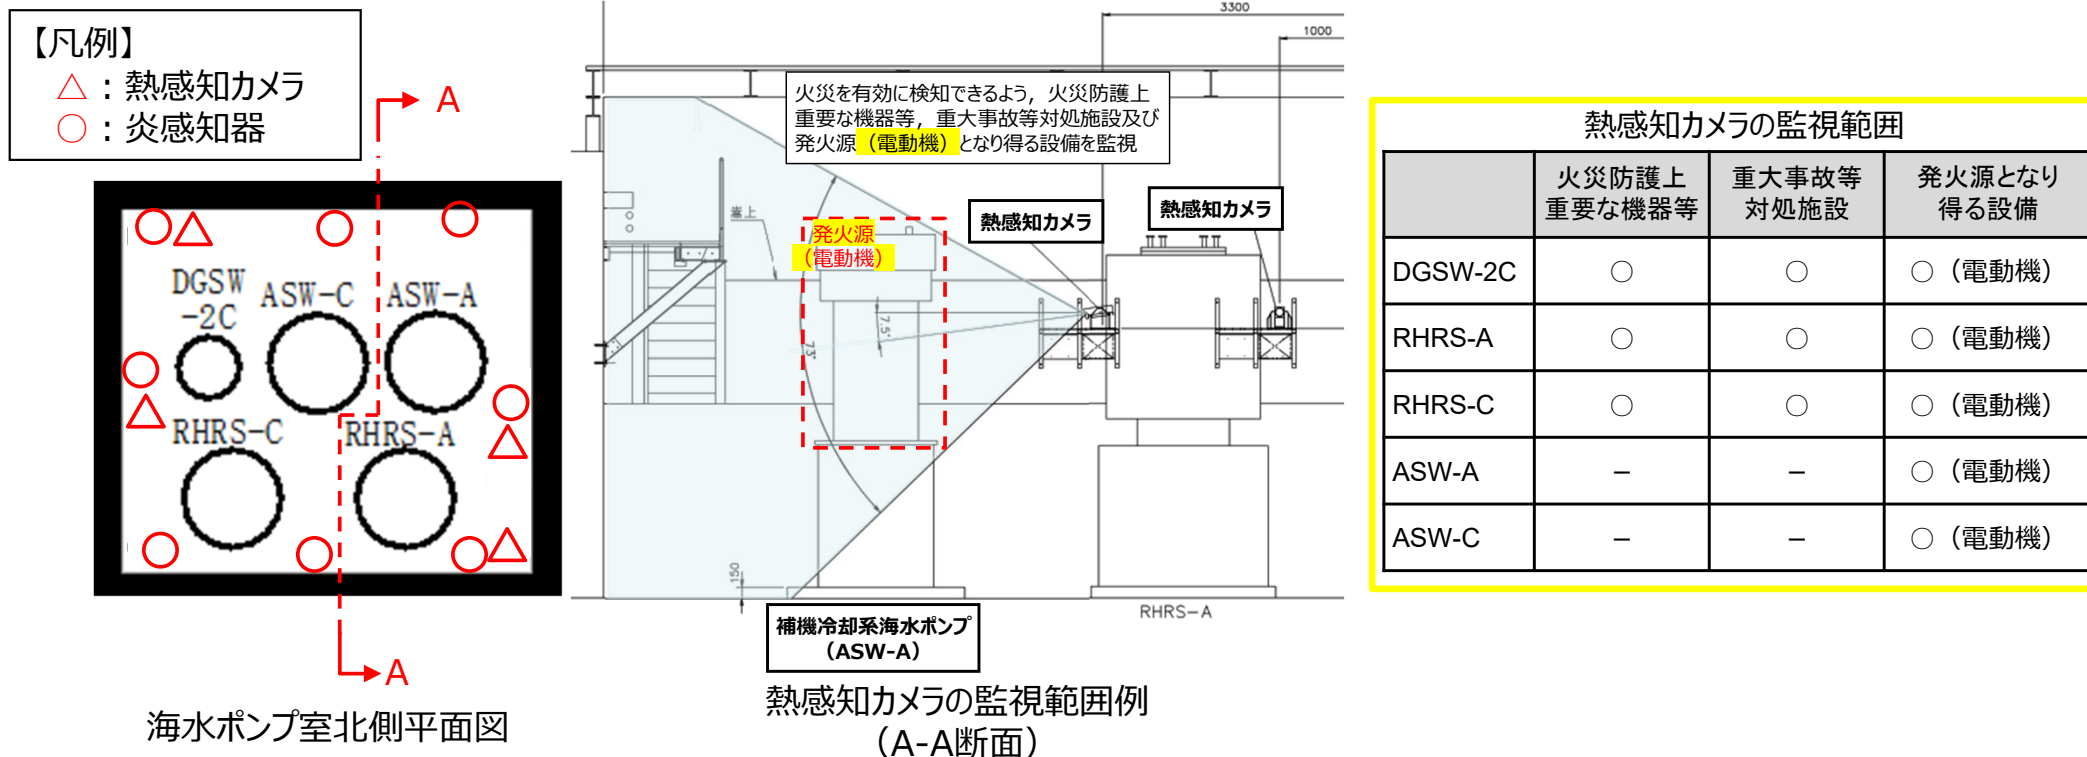 【凡例】
△：熱感知カメラ
○：炎感知器
A
DGSW
-2C
ASW-C
ASW-A
RHRS-C
RHRS-A
A
海水ポンプ室北側平面図
3300
1000
火災を有効に検知できるよう，火災防護上
重要な機器等，重大事故等対処施設及び
発火源（電動機）となり得る設備を監視
嵩上
発火源
（電動機）
熱感知カメラ
熱感知カメラ
7.5°
73°
150
RHRS-A
補機冷却系海水ポンプ
（ASW-A）
熱感知カメラの監視範囲例
（A-A断面）
熱感知カメラの監視範囲
火災防護上
重要な機器等
重大事故等
対処施設
発火源となり
得る設備
DGSW-2C ○ ○ ○（電動機）
RHRS-A ○ ○ ○（電動機）
RHRS-C ○ ○ ○（電動機）
ASW-A － － ○（電動機）
ASW-C － － ○（電動機）